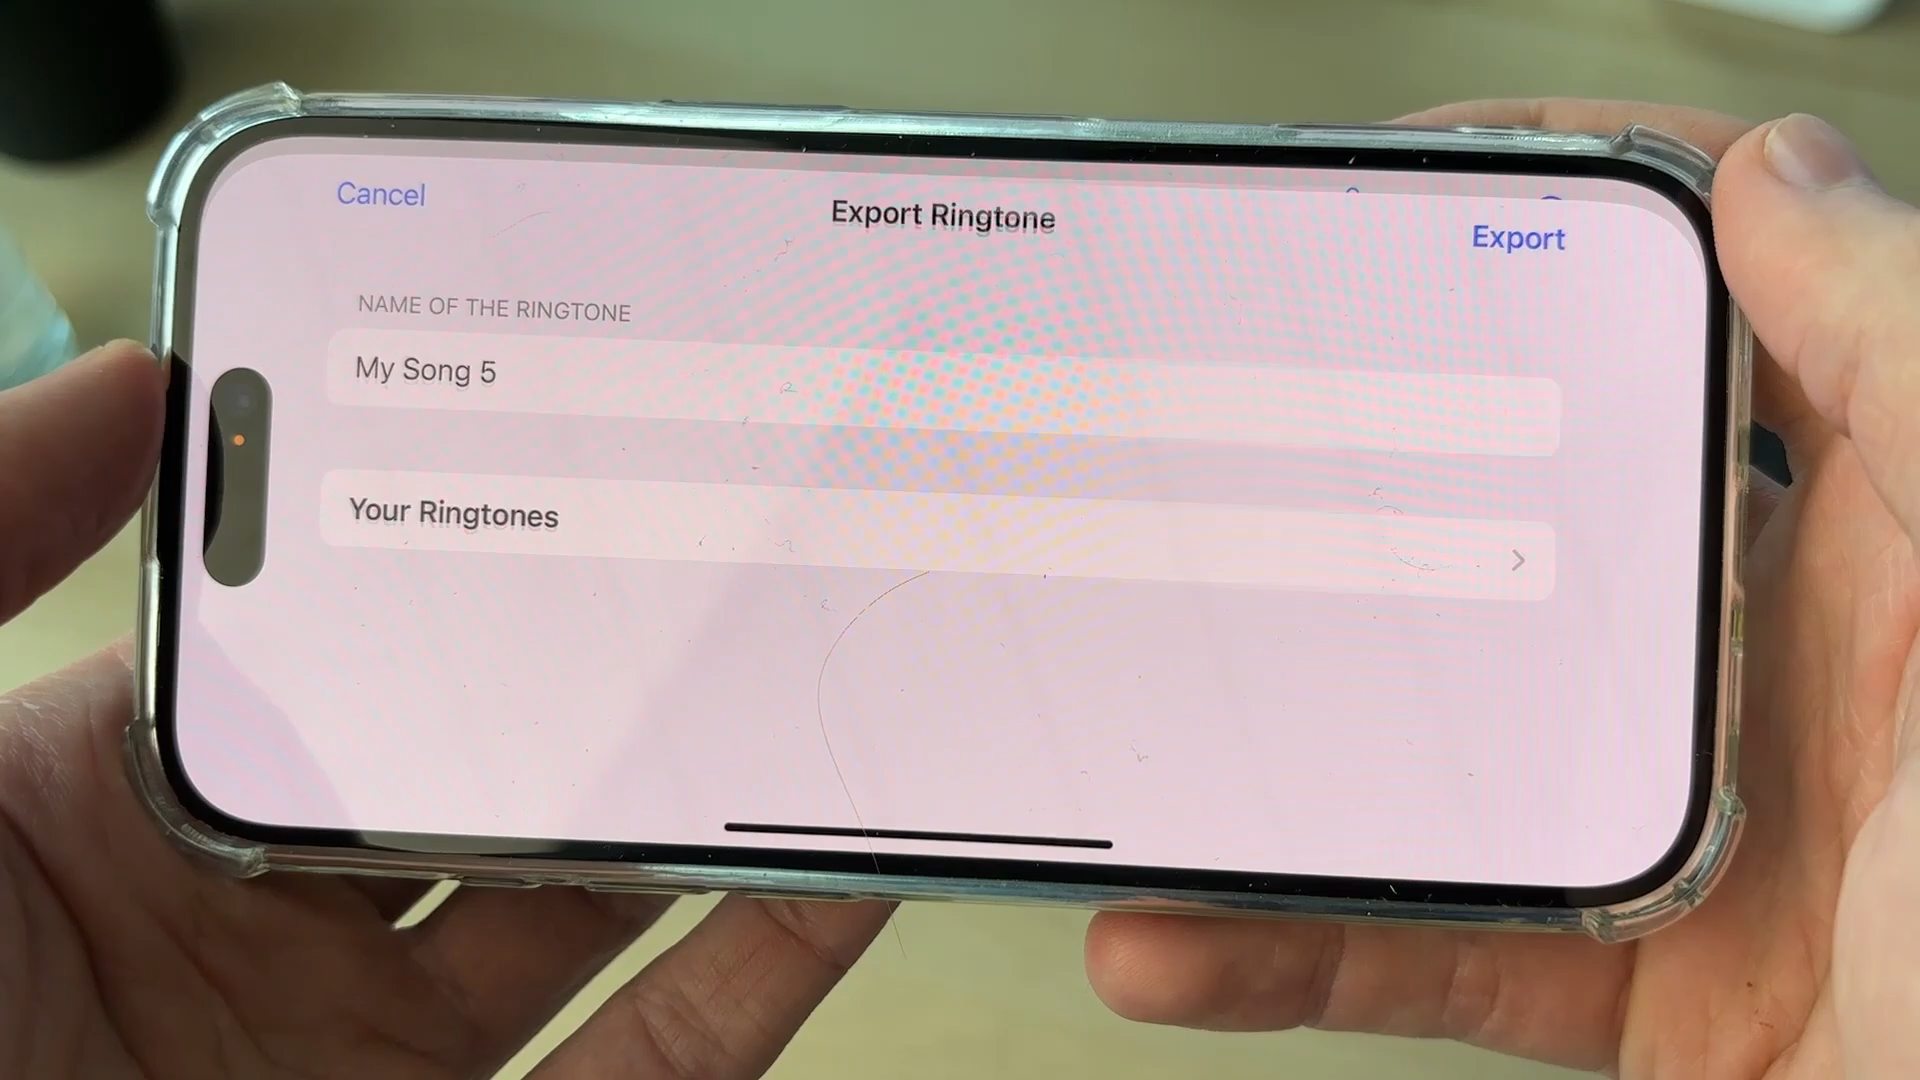 Cancel
Export Ringtone
Export
NAME OF THE RINGTONE
My Song 5
Your Ringtones